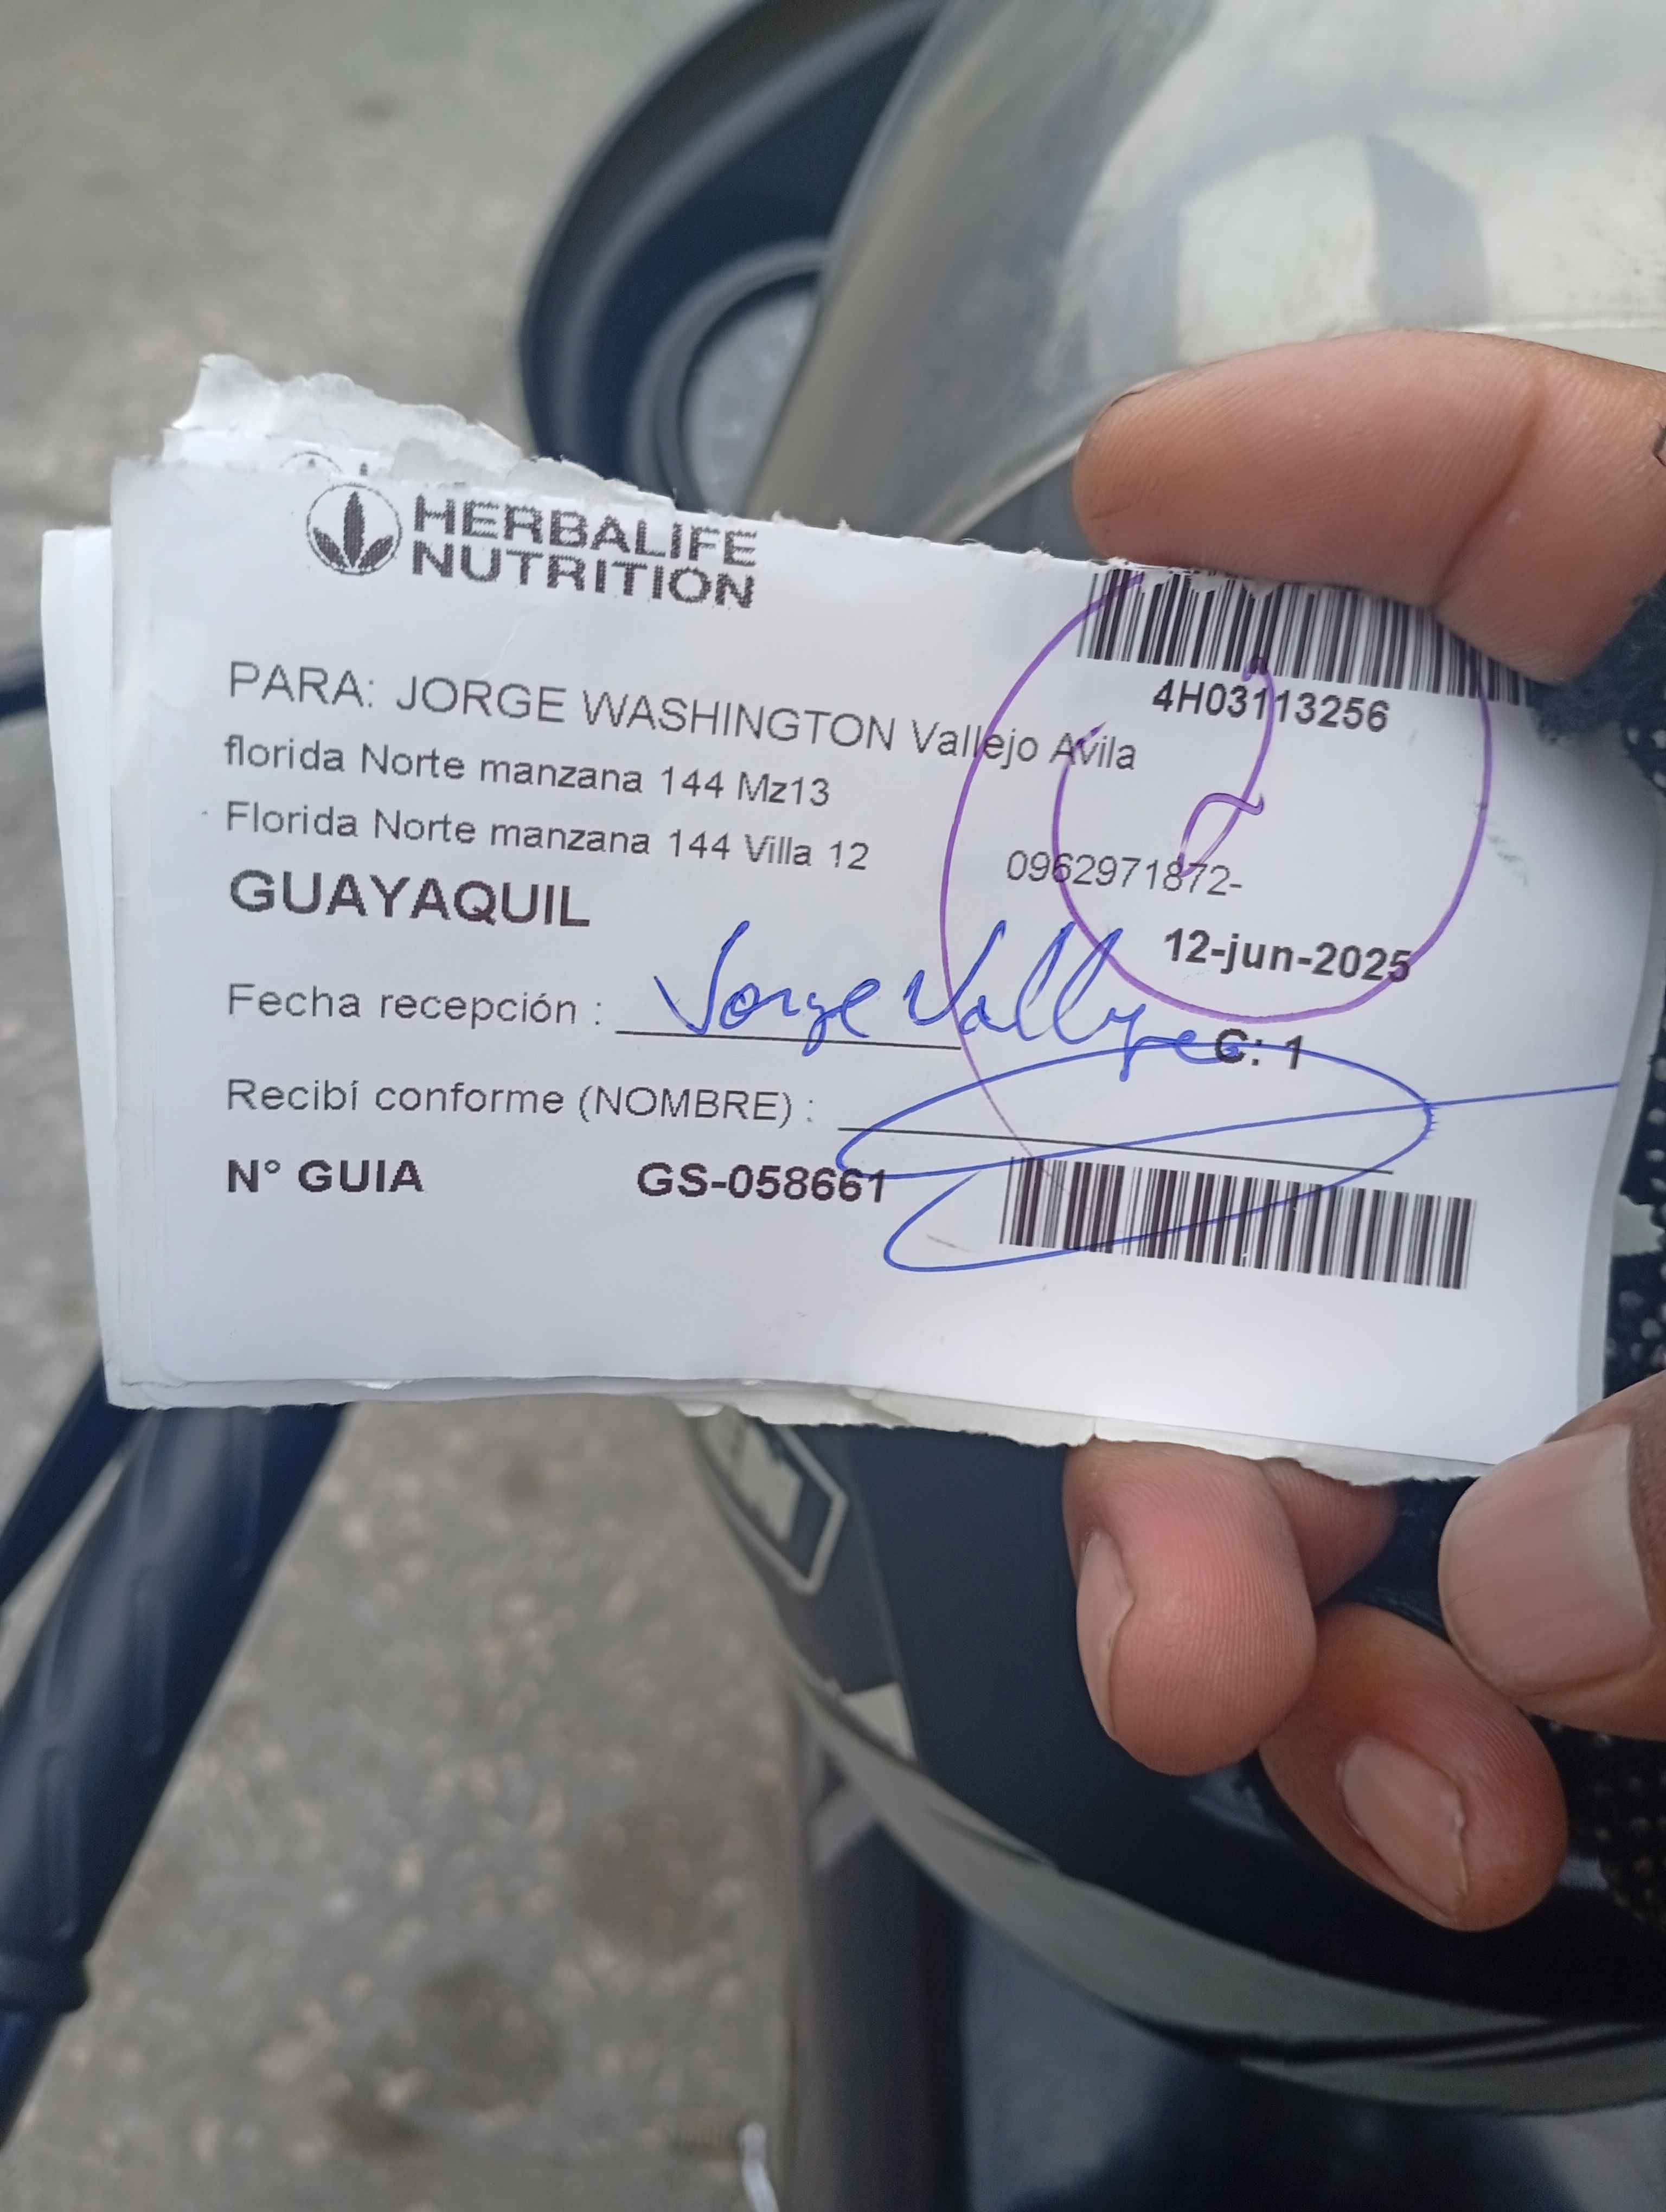 HERBALIFE
NUTRITION
4H03113256
PARA: JORGE WASHINGTON Vallejo Avila
florida Norte manzana 144 Mz13
Florida Norte manzana 144 Villa 12
0962971872-
GUAYAQUIL
12-jun-2025
Fecha recepción : Jorge Vallejo
C: 1
Recibí conforme (NOMBRE) :
N° GUIA GS-058661